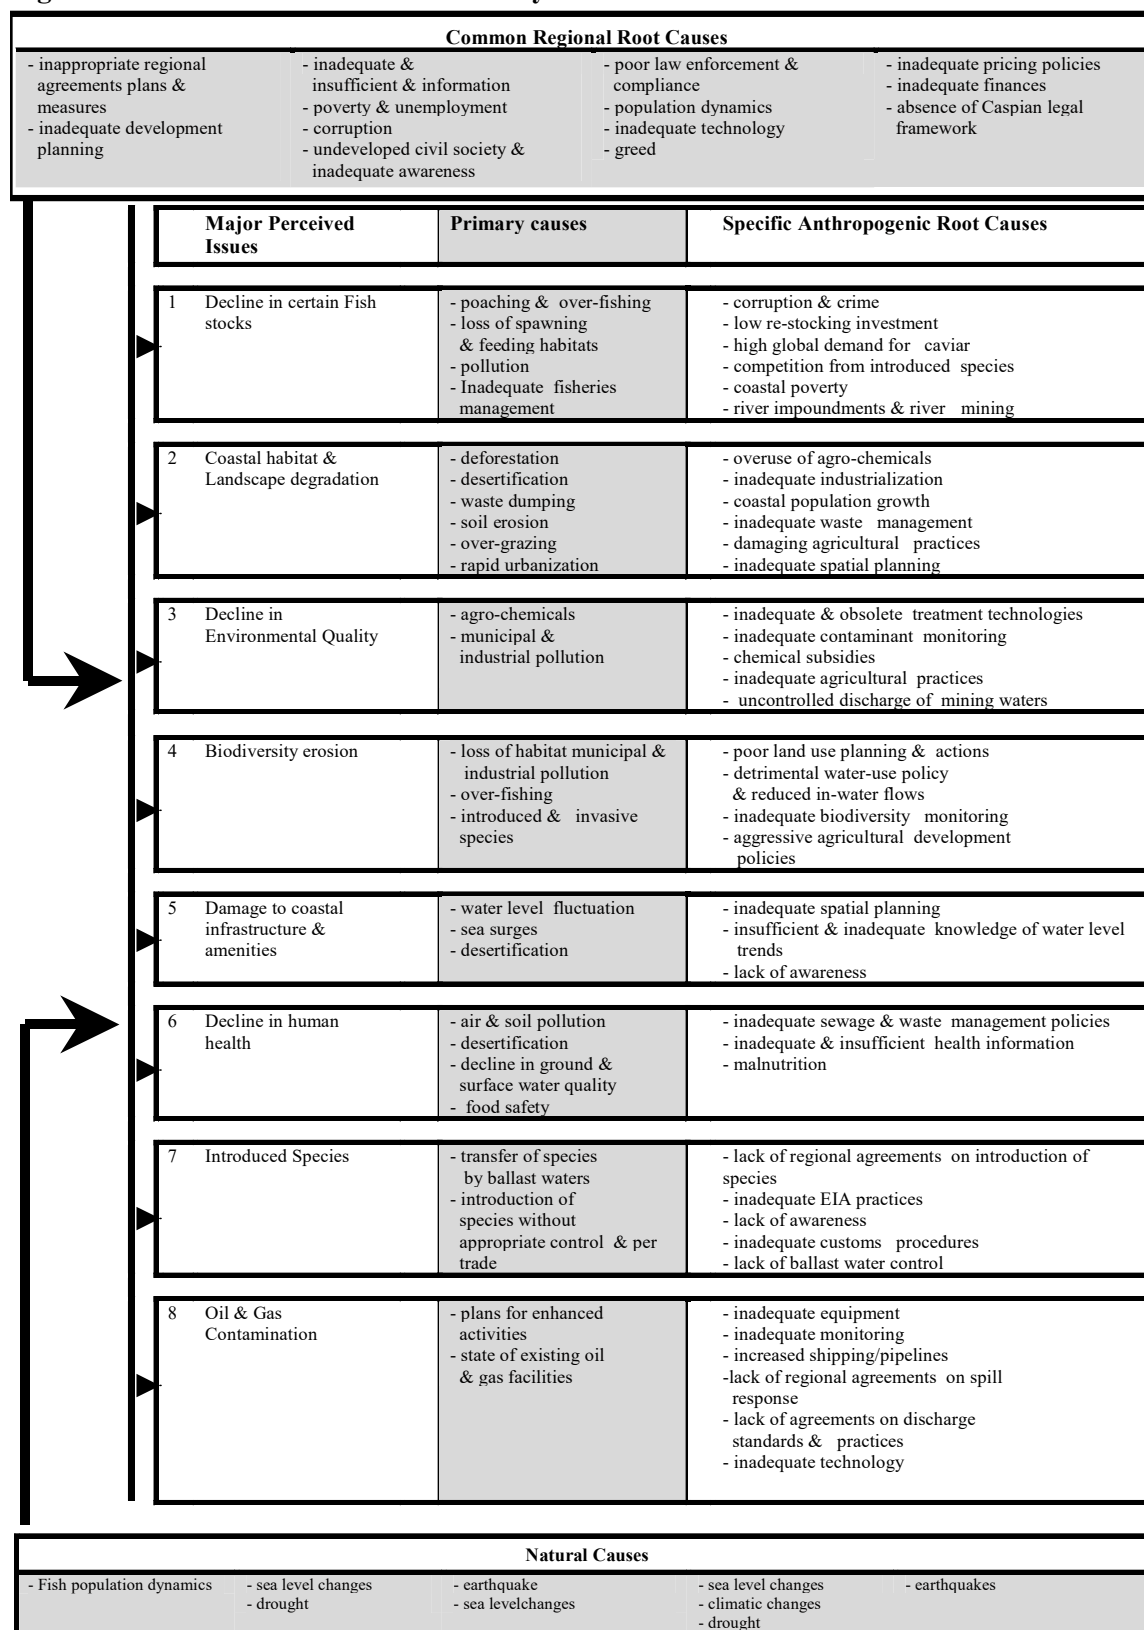 Common Regional Root Causes
- inappropriate regional
agreements plans &
measures
- inadequate development
planning
- inadequate &
insufficient & information
- poverty & unemployment
- corruption
- undeveloped civil society &
inadequate awareness
- poor law enforcement &
compliance
- population dynamics
- inadequate technology
- greed
- inadequate pricing policies
- inadequate finances
- absence of Caspian legal
framework
Major Perceived
Issues
Primary causes
Specific Anthropogenic Root Causes
1 Decline in certain Fish
stocks
- poaching & over-fishing
- loss of spawning
& feeding habitats
- pollution
- Inadequate fisheries
management
- corruption & crime
- low re-stocking investment
- high global demand for caviar
- competition from introduced species
- coastal poverty
- river impoundments & river mining
2 Coastal habitat &
Landscape degradation
- deforestation
- desertification
- waste dumping
- soil erosion
- over-grazing
- rapid urbanization
- overuse of agro-chemicals
- inadequate industrialization
- coastal population growth
- inadequate waste management
- damaging agricultural practices
- inadequate spatial planning
3 Decline in
Environmental Quality
- agro-chemicals
- municipal &
industrial pollution
- inadequate & obsolete treatment technologies
- inadequate contaminant monitoring
- chemical subsidies
- inadequate agricultural practices
- uncontrolled discharge of mining waters
4 Biodiversity erosion
- loss of habitat municipal &
industrial pollution
- over-fishing
- introduced & invasive
species
- poor land use planning & actions
- detrimental water-use policy
& reduced in-water flows
- inadequate biodiversity monitoring
- aggressive agricultural development
policies
5 Damage to coastal
infrastructure &
amenities
- water level fluctuation
- sea surges
- desertification
- inadequate spatial planning
- insufficient & inadequate knowledge of water level
trends
- lack of awareness
6 Decline in human
health
- air & soil pollution
- desertification
- decline in ground &
surface water quality
- food safety
- inadequate sewage & waste management policies
- inadequate & insufficient health information
- malnutrition
7 Introduced Species
- transfer of species
by ballast waters
- introduction of
species without
appropriate control & per
trade
- lack of regional agreements on introduction of
species
- inadequate EIA practices
- lack of awareness
- inadequate customs procedures
- lack of ballast water control
8 Oil & Gas
Contamination
- plans for enhanced
activities
- state of existing oil
& gas facilities
- inadequate equipment
- inadequate monitoring
- increased shipping/pipelines
-lack of regional agreements on spill
response
- lack of agreements on discharge
standards & practices
- inadequate technology
Natural Causes
- Fish population dynamics
- sea level changes
- drought
- earthquake
- sea levelchanges
- sea level changes
- climatic changes
- drought
- earthquakes